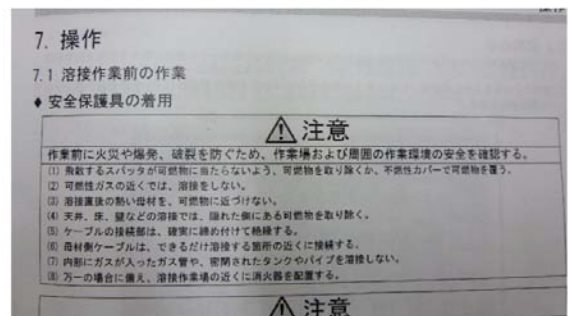 操作
7. 操作
7.1 溶接作業前の作業
♦ 安全保護具の着用
⚠ 注意
作業前に火災や爆発、破裂を防ぐため、作業場および周囲の作業環境の安全を確認する。
(1) 飛散するスパッタが可燃物に当たらないよう、可燃物を取り除くか、不燃性カバーで可燃物を覆う。
(2) 可燃性ガスの近くでは、溶接をしない。
(3) 溶接直後の熱い母材を、可燃物に近づけない。
(4) 天井、床、壁などの溶接では、隠れた側にある可燃物を取り除く。
(5) ケーブルの接続部は、確実に締め付けて絶縁する。
(6) 母材側ケーブルは、できるだけ溶接する箇所の近くに接続する。
(7) 内部にガスが入ったガス管や、密閉されたタンクやパイプを溶接しない。
(8) 万一の場合に備え、溶接作業場の近くに消火器を配置する。
⚠ 注意